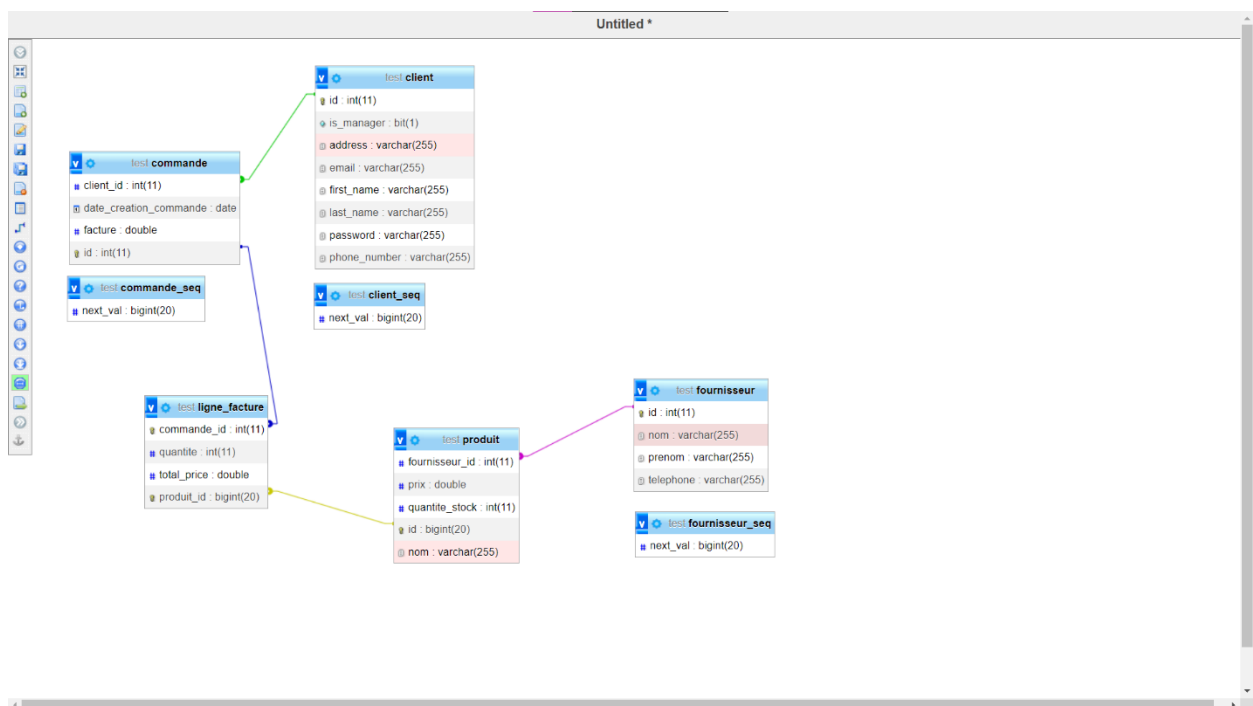 Untitled *
test client
id : int(11)
is_manager : bit(1)
address : varchar(255)
email : varchar(255)
first_name : varchar(255)
last_name : varchar(255)
password : varchar(255)
phone_number : varchar(255)
test commande
client_id : int(11)
date_creation_commande : date
facture : double
id : int(11)
test commande_seq
next_val : bigint(20)
test client_seq
next_val : bigint(20)
test ligne_facture
commande_id : int(11)
quantite : int(11)
total_price : double
produit_id : bigint(20)
test produit
fournisseur_id : int(11)
prix : double
quantite_stock : int(11)
id : bigint(20)
nom : varchar(255)
test fournisseur
id : int(11)
nom : varchar(255)
prenom : varchar(255)
telephone : varchar(255)
test fournisseur_seq
next_val : bigint(20)